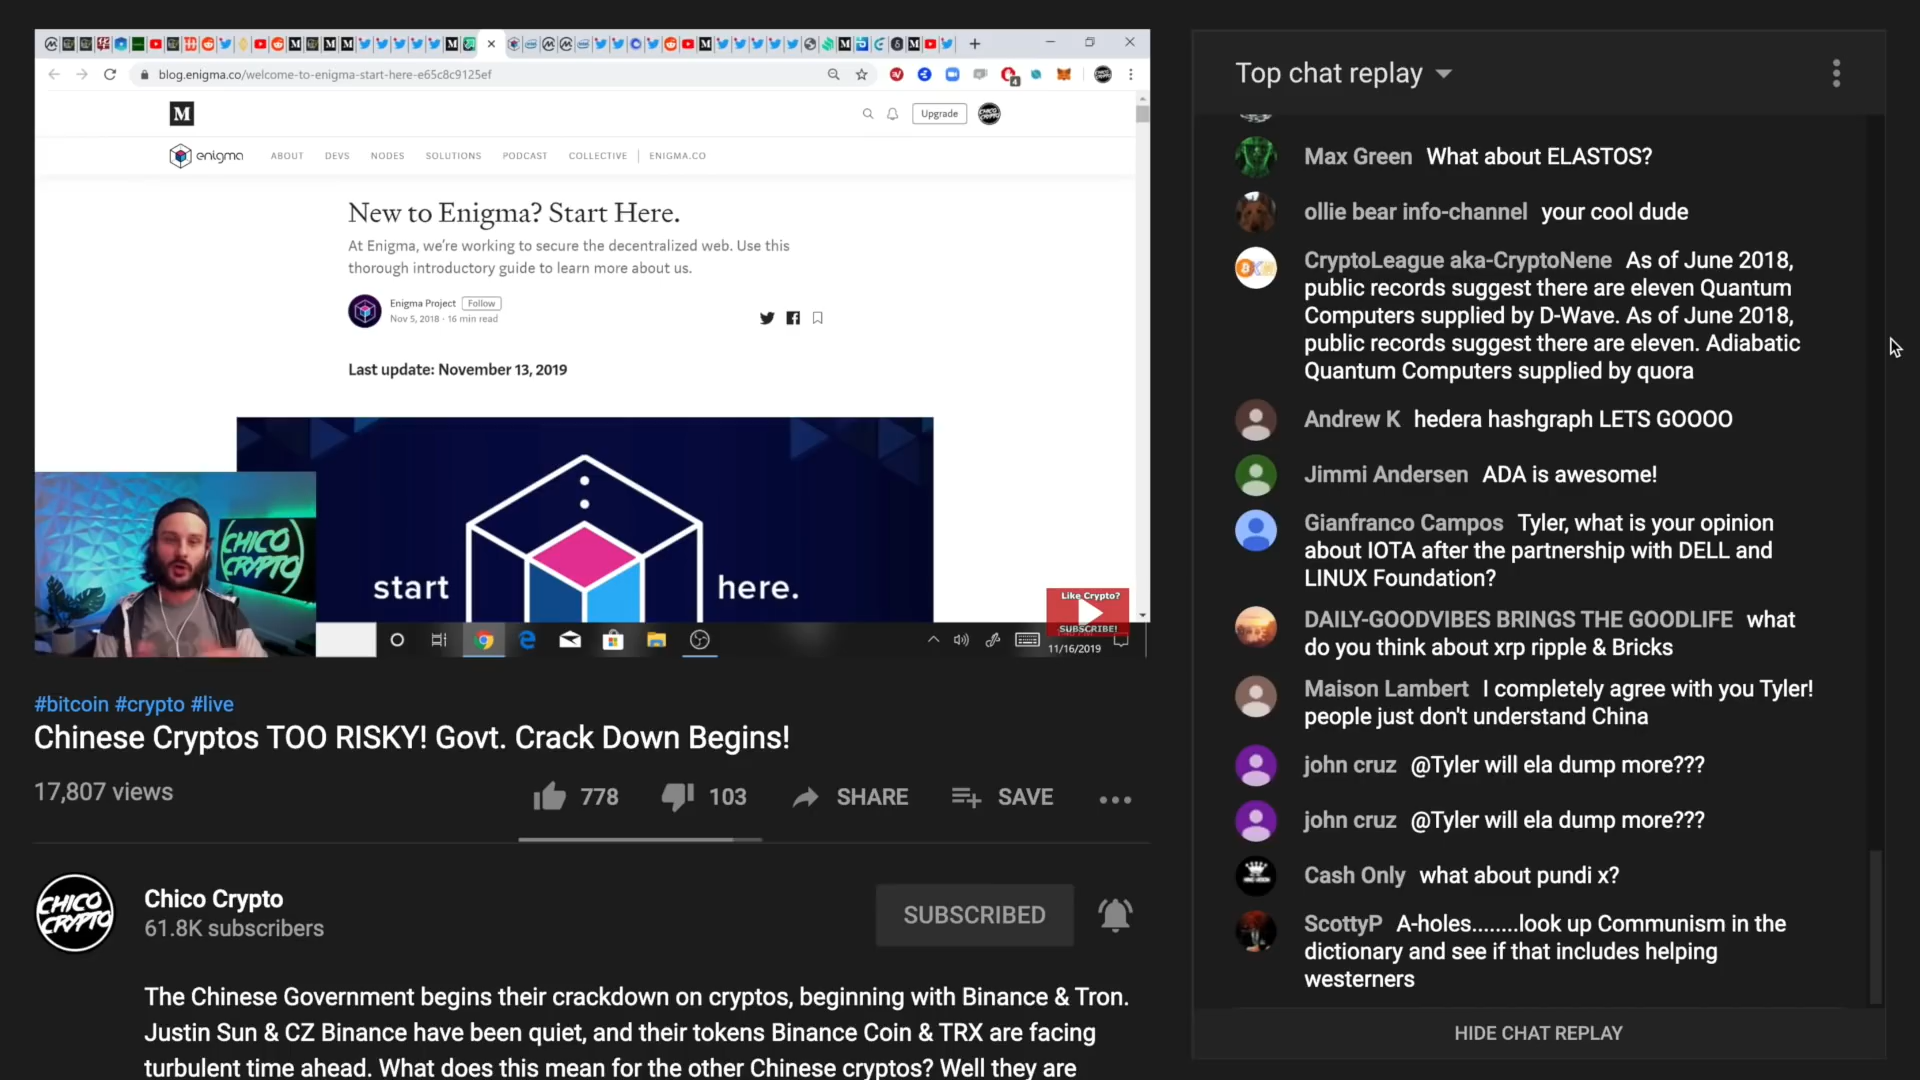 blog.enigma.co/welcome-to-enigma-start-here-e65c8c9125ef
M
Upgrade
enigma
ABOUT DEVS NODES SOLUTIONS PODCAST COLLECTIVE ENIGMA.CO
New to Enigma? Start Here.
At Enigma, we're working to secure the decentralized web. Use this
thorough introductory guide to learn more about us.
Enigma Project Follow
Nov 5, 2018 · 16 min read
Last update: November 13, 2019
start here.
CHICO
CRYPTO
Like Crypto?
SUBSCRIBE!
11/16/2019
#bitcoin #crypto #live
Chinese Cryptos TOO RISKY! Govt. Crack Down Begins!
17,807 views
778 103 SHARE SAVE
CHICO
CRYPTO
Chico Crypto
61.8K subscribers
SUBSCRIBED
The Chinese Government begins their crackdown on cryptos, beginning with Binance & Tron.
Justin Sun & CZ Binance have been quiet, and their tokens Binance Coin & TRX are facing
turbulent time ahead. What does this mean for the other Chinese cryptos? Well they are
Top chat replay
Max Green What about ELASTOS?
ollie bear info-channel your cool dude
CryptoLeague aka-CryptoNene As of June 2018,
public records suggest there are eleven Quantum
Computers supplied by D-Wave. As of June 2018,
public records suggest there are eleven. Adiabatic
Quantum Computers supplied by quora
Andrew K hedera hashgraph LETS GOOOO
Jimmi Andersen ADA is awesome!
Gianfranco Campos Tyler, what is your opinion
about IOTA after the partnership with DELL and
LINUX Foundation?
DAILY-GOODVIBES BRINGS THE GOODLIFE what
do you think about xrp ripple & Bricks
Maison Lambert I completely agree with you Tyler!
people just don't understand China
john cruz @Tyler will ela dump more???
john cruz @Tyler will ela dump more???
Cash Only what about pundi x?
ScottyP A-holes........look up Communism in the
dictionary and see if that includes helping
westerners
HIDE CHAT REPLAY